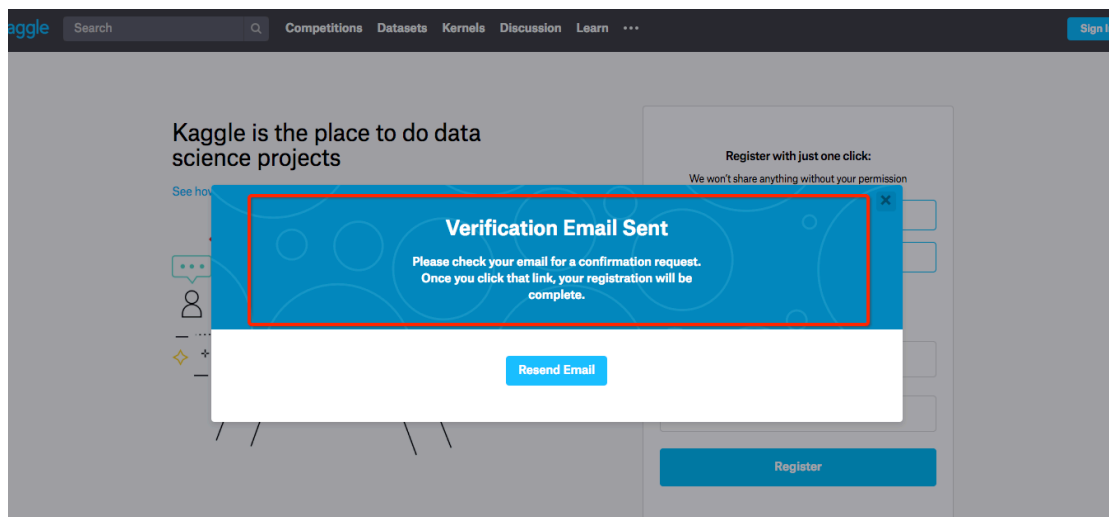 aggle Search Competitions Datasets Kernels Discussion Learn ••• Sign I
Kaggle is the place to do data
science projects
See how
Register with just one click:
We won't share anything without your permission
Verification Email Sent
Please check your email for a confirmation request.
Once you click that link, your registration will be
complete.
Resend Email
Register